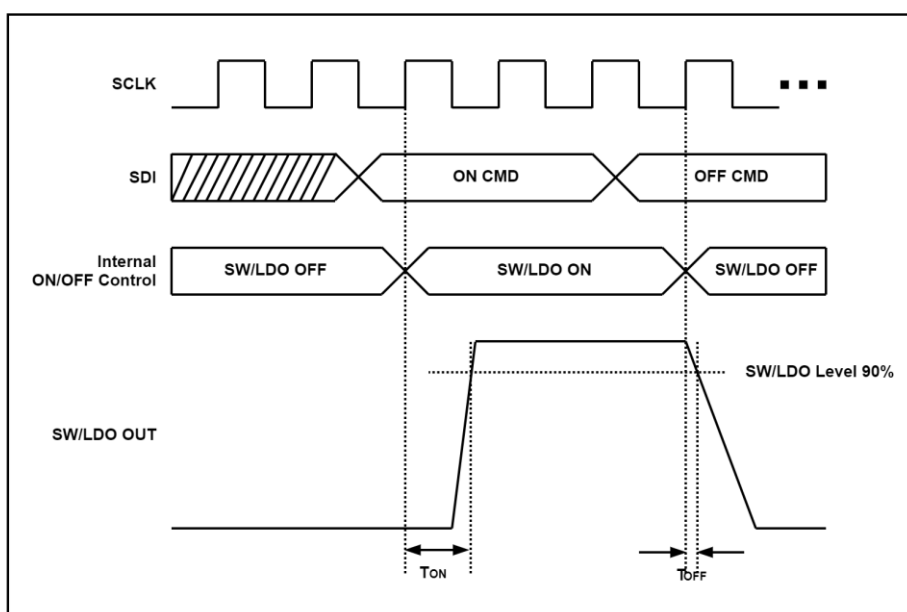 SCLK
SDI
ON CMD
OFF CMD
Internal
ON/OFF Control
SW/LDO OFF
SW/LDO ON
SW/LDO OFF
SW/LDO Level 90%
SW/LDO OUT
TON
TOFF